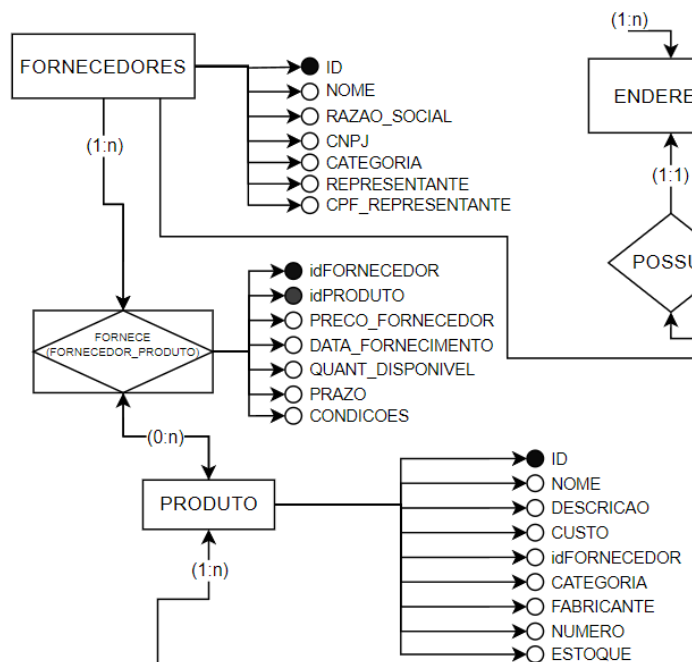 FORNECEDORES
ID
NOME
RAZAO_SOCIAL
CNPJ
CATEGORIA
REPRESENTANTE
CPF_REPRESENTANTE
(1:n)
(1:n)
ENDERE
(1:1)
POSSU
idFORNECEDOR
idPRODUTO
PRECO_FORNECEDOR
DATA_FORNECIMENTO
QUANT_DISPONIVEL
PRAZO
CONDICOES
FORNECE
(FORNECEDOR_PRODUTO)
(0:n)
PRODUTO
(1:n)
ID
NOME
DESCRICAO
CUSTO
idFORNECEDOR
CATEGORIA
FABRICANTE
NUMERO
ESTOQUE